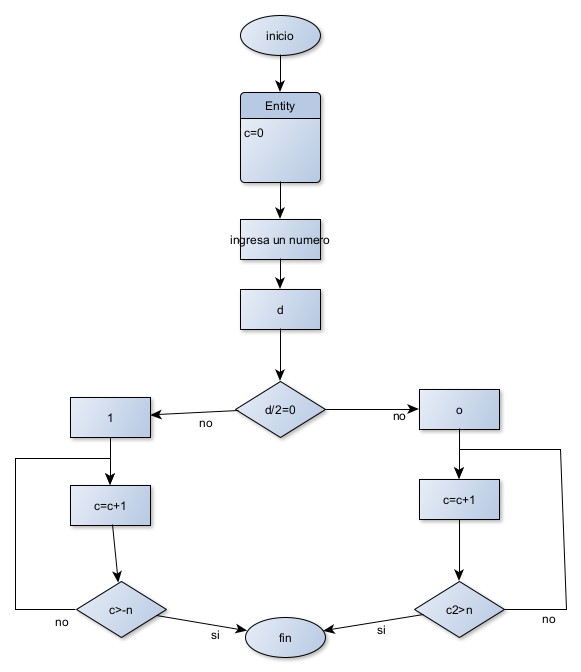 inicio
Entity
c=0
ingresa un numero
d
d/2=0
no
no
1
o
c=c+1
c=c+1
c>-n
c2>n
no
si
fin
si
no